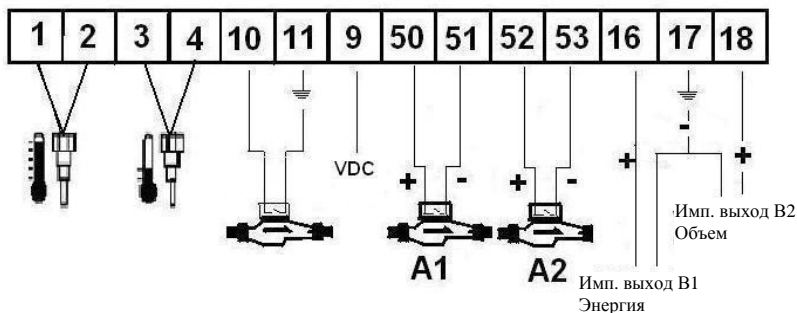 1 2 3 4 10 11 9 50 51 52 53 16 17 18
VDC
+ - + - + - +
A1 A2
Имп. выход В2
Объем
Имп. выход В1
Энергия